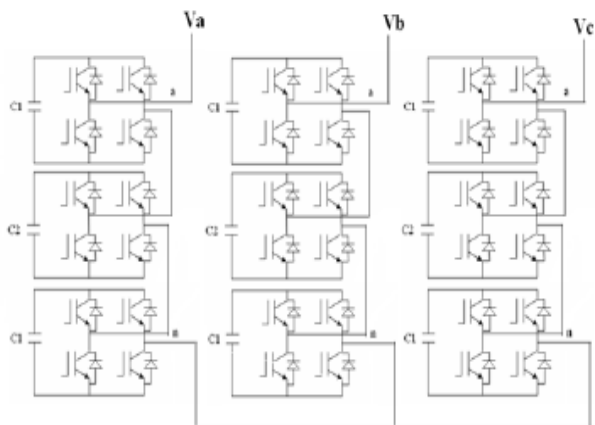 Va Vb Vc
a a a
C1 C1 C1
C2 C2 C2
n n n
C1 C1 C1